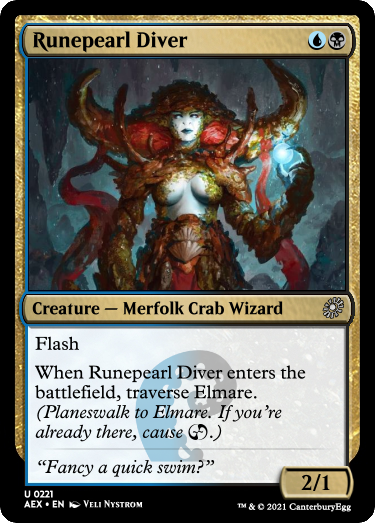 Runepearl Diver
Creature — Merfolk Crab Wizard
Flash
When Runepearl Diver enters the
battlefield, traverse Elmare.
(Planeswalk to Elmare. If you're
already there, cause .)
“Fancy a quick swim?”
2/1
U 0221
AEX • EN Veli Nystrom
™ & © 2021 CanterburyEgg